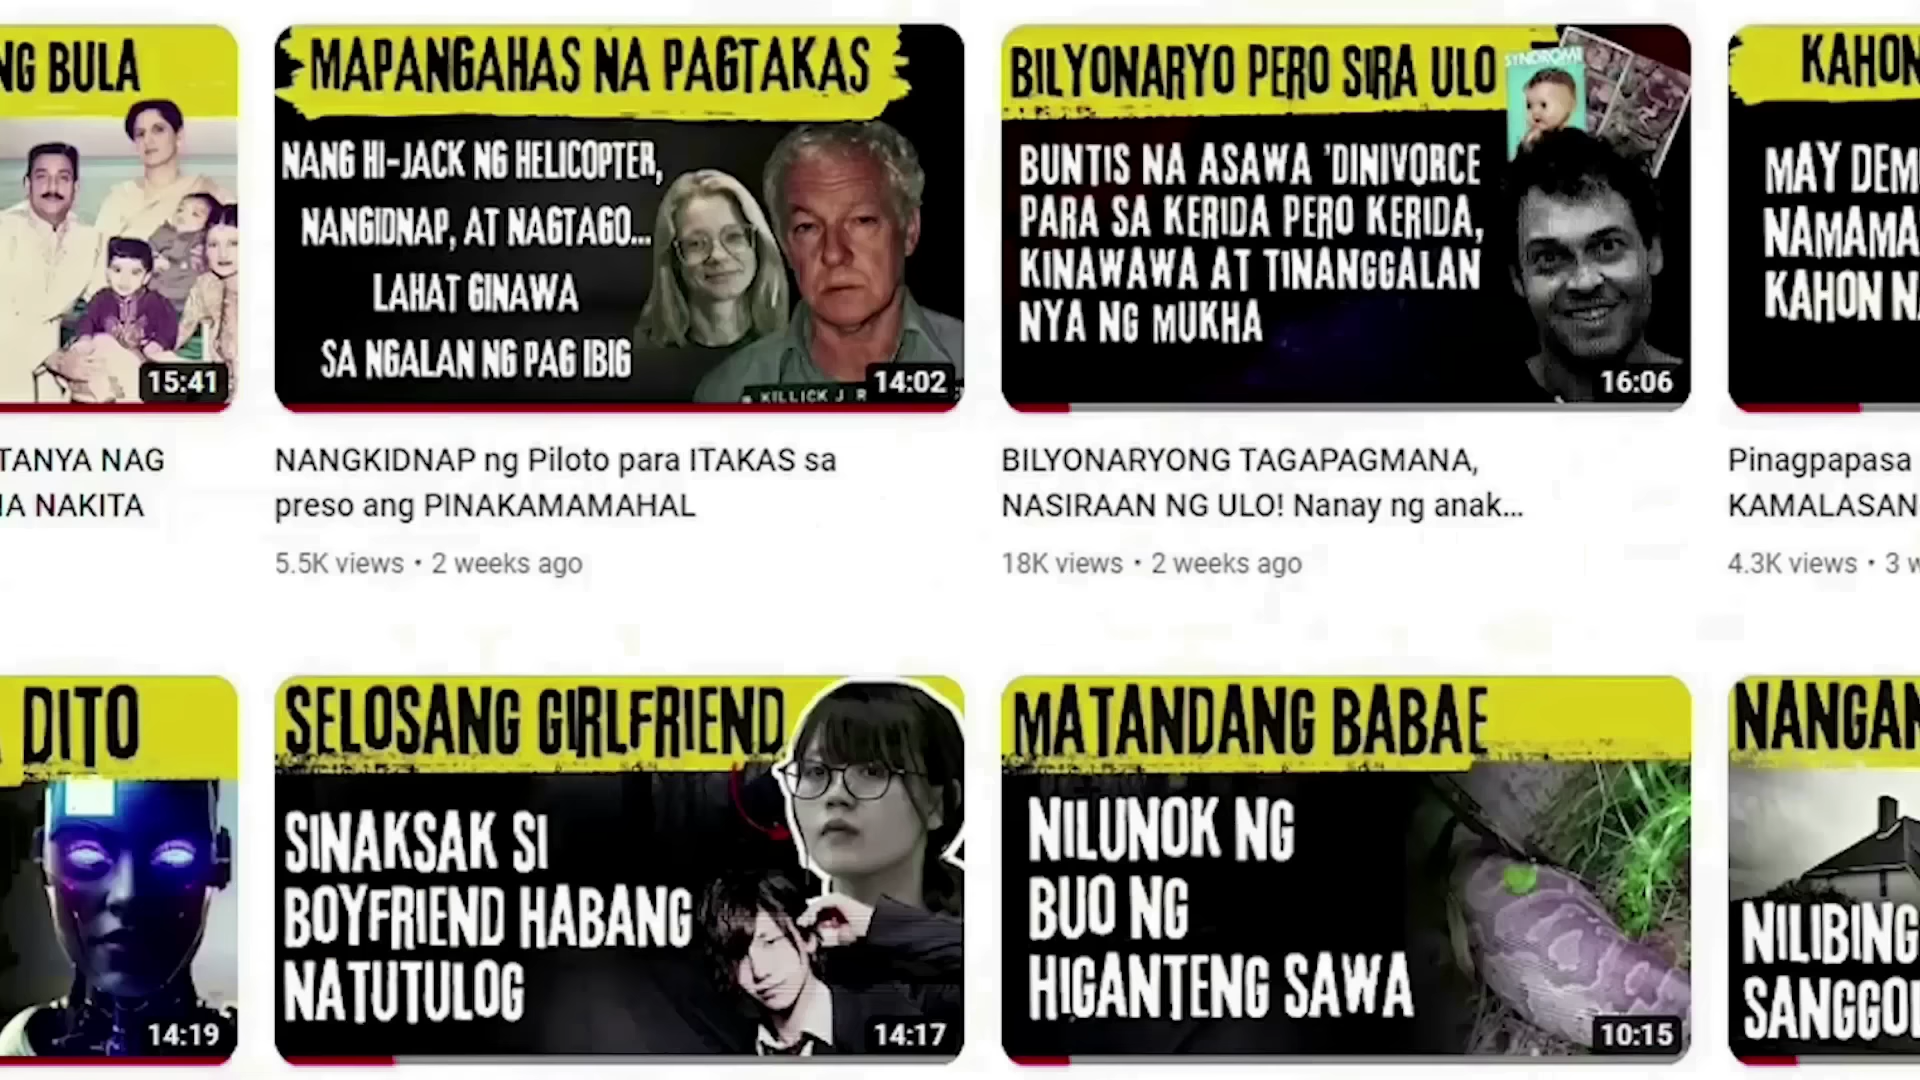 NG BULA
15:41
TANYA NAG
NAKITA
MAPANGAHAS NA PAGTAKAS
NANG HI-JACK NG HELICOPTER,
NANGIDNAP, AT NAGTAGO...
LAHAT GINAWA
SA NGALAN NG PAG IBIG
KILLICK J R
14:02
NANGKIDNAP ng Piloto para ITAKAS sa
preso ang PINAKAMAMAHAL
5.5K views • 2 weeks ago
BILYONARYO PERO SIRA ULO
SYNDROME
BUNTIS NA ASAWA 'DINIVORCE
PARA SA KERIDA PERO KERIDA,
KINAWAWA AT TINANGGALAN
NYA NG MUKHA
16:06
BILYONARYONG TAGAPAGMANA,
NASIRAAN NG ULO! Nanay ng anak...
18K views • 2 weeks ago
KAHON
MAY DEM
NAMAMA
KAHON N
Pinagpapasa
KAMALASAN
4.3K views • 3 w
DITO
14:19
SELOSANG GIRLFRIEND
SINAKSAK SI
BOYFRIEND HABANG
NATUTULOG
14:17
MATANDANG BABAE
NILUNOK NG
BUO NG
HIGANTENG SAWA
10:15
NANGAN
NILIBING
SANGGOL